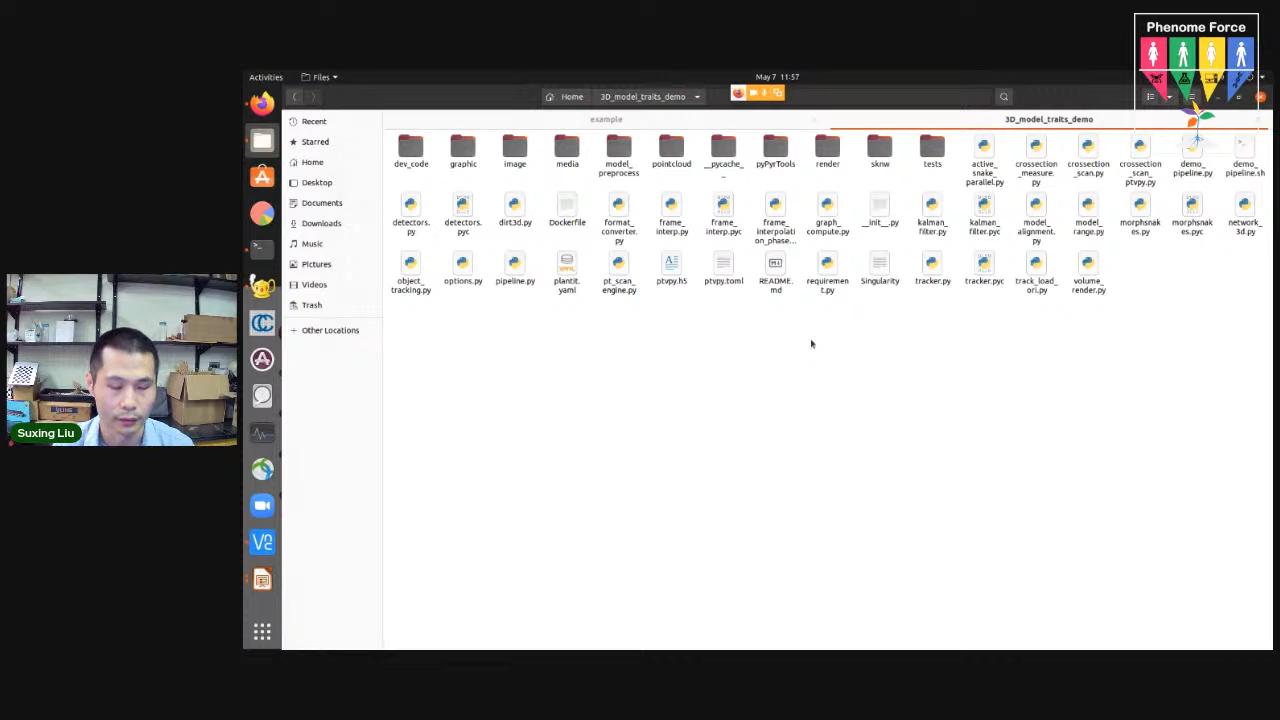 Phenome Force
Activities
Files
May 7 11:57
Home
3D_model_traits_demo
example
3D_model_traits_demo
Recent
Starred
Home
Desktop
Documents
Downloads
Music
Pictures
Videos
Trash
Other Locations
dev_code
graphic
image
media
model_
preprocess
pointcloud
__pycache_
_
pyPyrTools
render
sknw
tests
active_
snake_
parallel.py
crossection
_measure.
py
crossection
_scan.py
crossection
_scan_
ptvpy.py
demo_
pipeline.py
demo_
pipeline.sh
detectors.
py
detectors.
pyc
dirt3d.py
Dockerfile
format_
converter.
py
frame_
interp.py
frame_
interp.pyc
frame_
interpolati
on_phase...
graph_
compute.py
__init__.py
kalman_
filter.py
kalman_
filter.pyc
model_
alignment.
py
model_
range.py
morphsnak
es.py
morphsnak
es.pyc
network_
3d.py
object_
tracking.py
options.py
pipeline.py
plantit.
yaml
pt_scan_
engine.py
ptvpy.h5
ptvpy.toml
README.
md
requiremen
t.py
Singularity
tracker.py
tracker.pyc
track_load_
ori.py
volume_
render.py
Suxing Liu